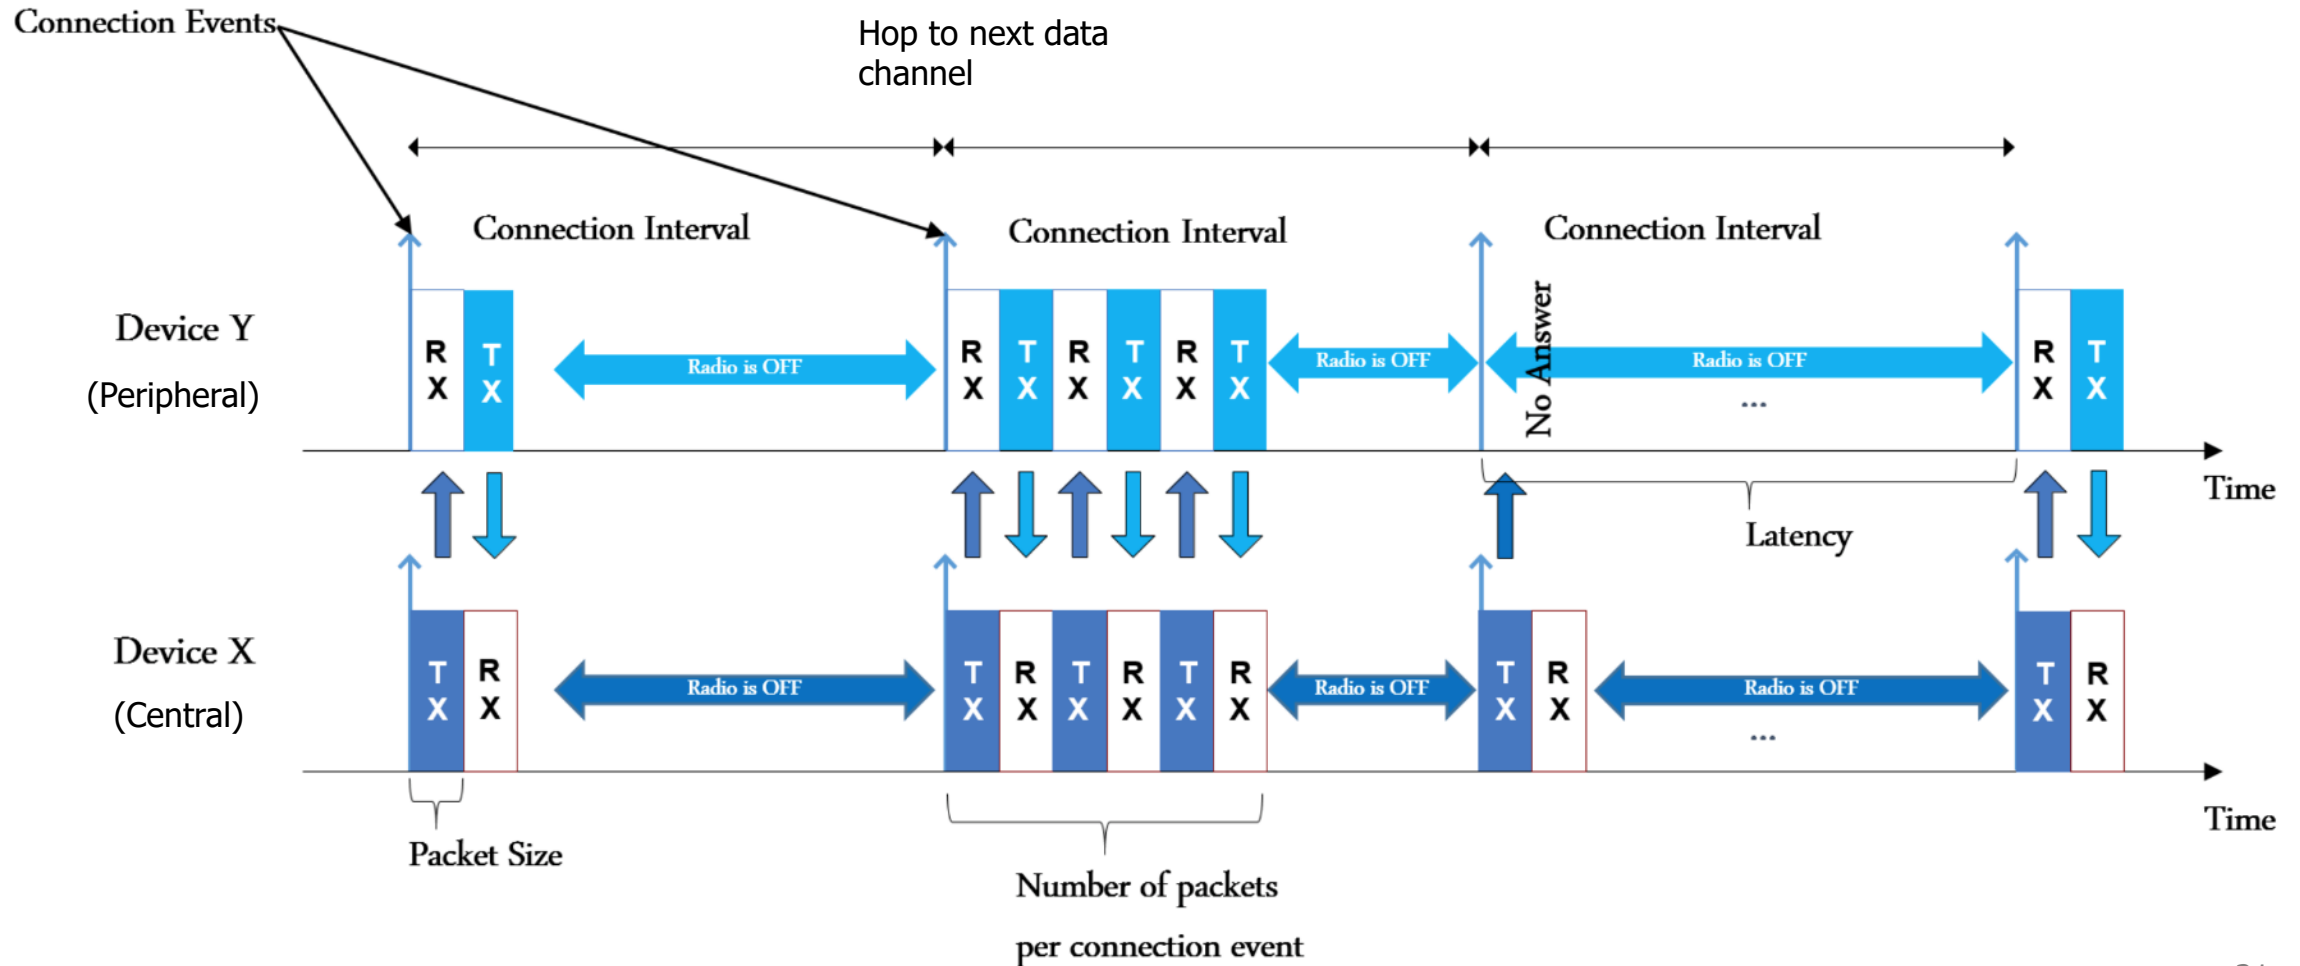 Connection Events
Hop to next data
channel
Connection Interval
Connection Interval
Connection Interval
Device Y
(Peripheral)
R X
T X
Radio is OFF
R X
T X
R X
T X
R X
T X
Radio is OFF
No Answer
Radio is OFF
...
R X
T X
Time
Latency
Device X
(Central)
T X
R X
Radio is OFF
T X
R X
T X
R X
T X
R X
Radio is OFF
T X
R X
Radio is OFF
...
T X
R X
Time
Packet Size
Number of packets
per connection event